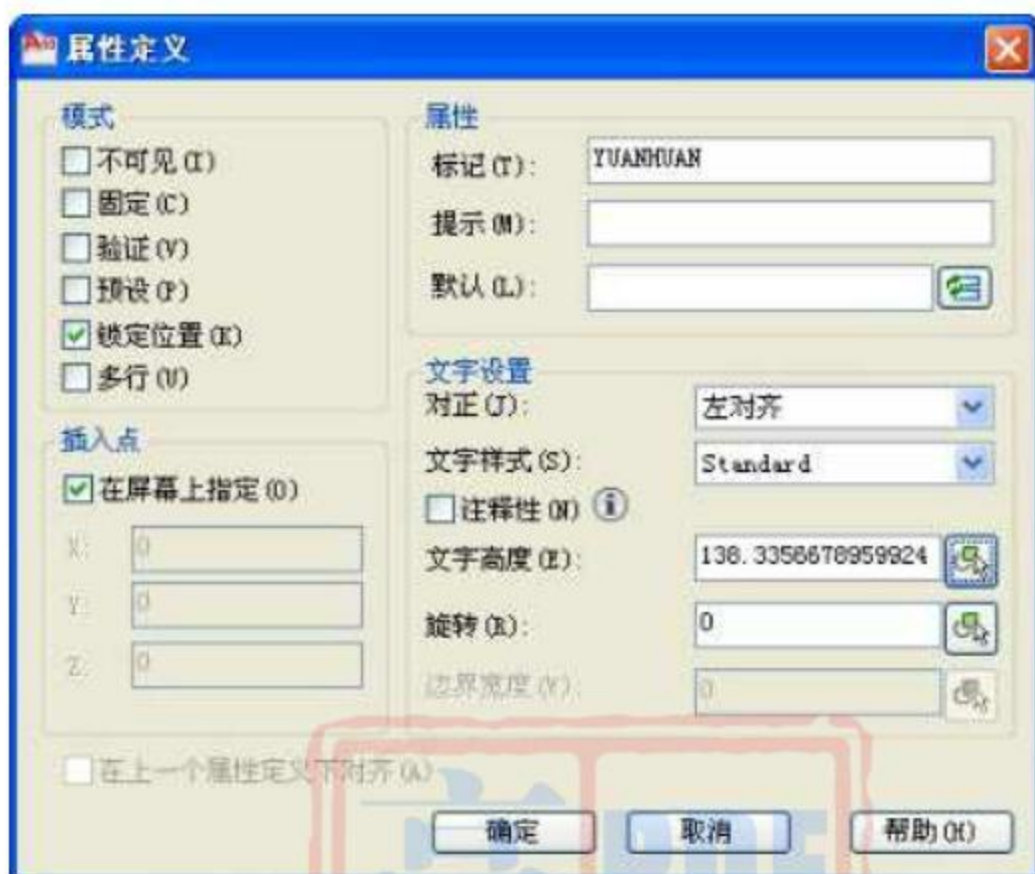 属性定义
模式
不可见(I)
固定(C)
验证(V)
预设(P)
锁定位置(K)
多行(U)
插入点
在屏幕上指定(O)
X: 0
Y: 0
Z: 0
属性
标记(T): YUANHUAN
提示(M):
默认(L):
文字设置
对正(J): 左对齐
文字样式(S): Standard
注释性(N)
文字高度(E): 138.3358678959924
旋转(R): 0
边界宽度(Y): 0
在上一个属性定义下对齐(A)
确定 取消 帮助(H)